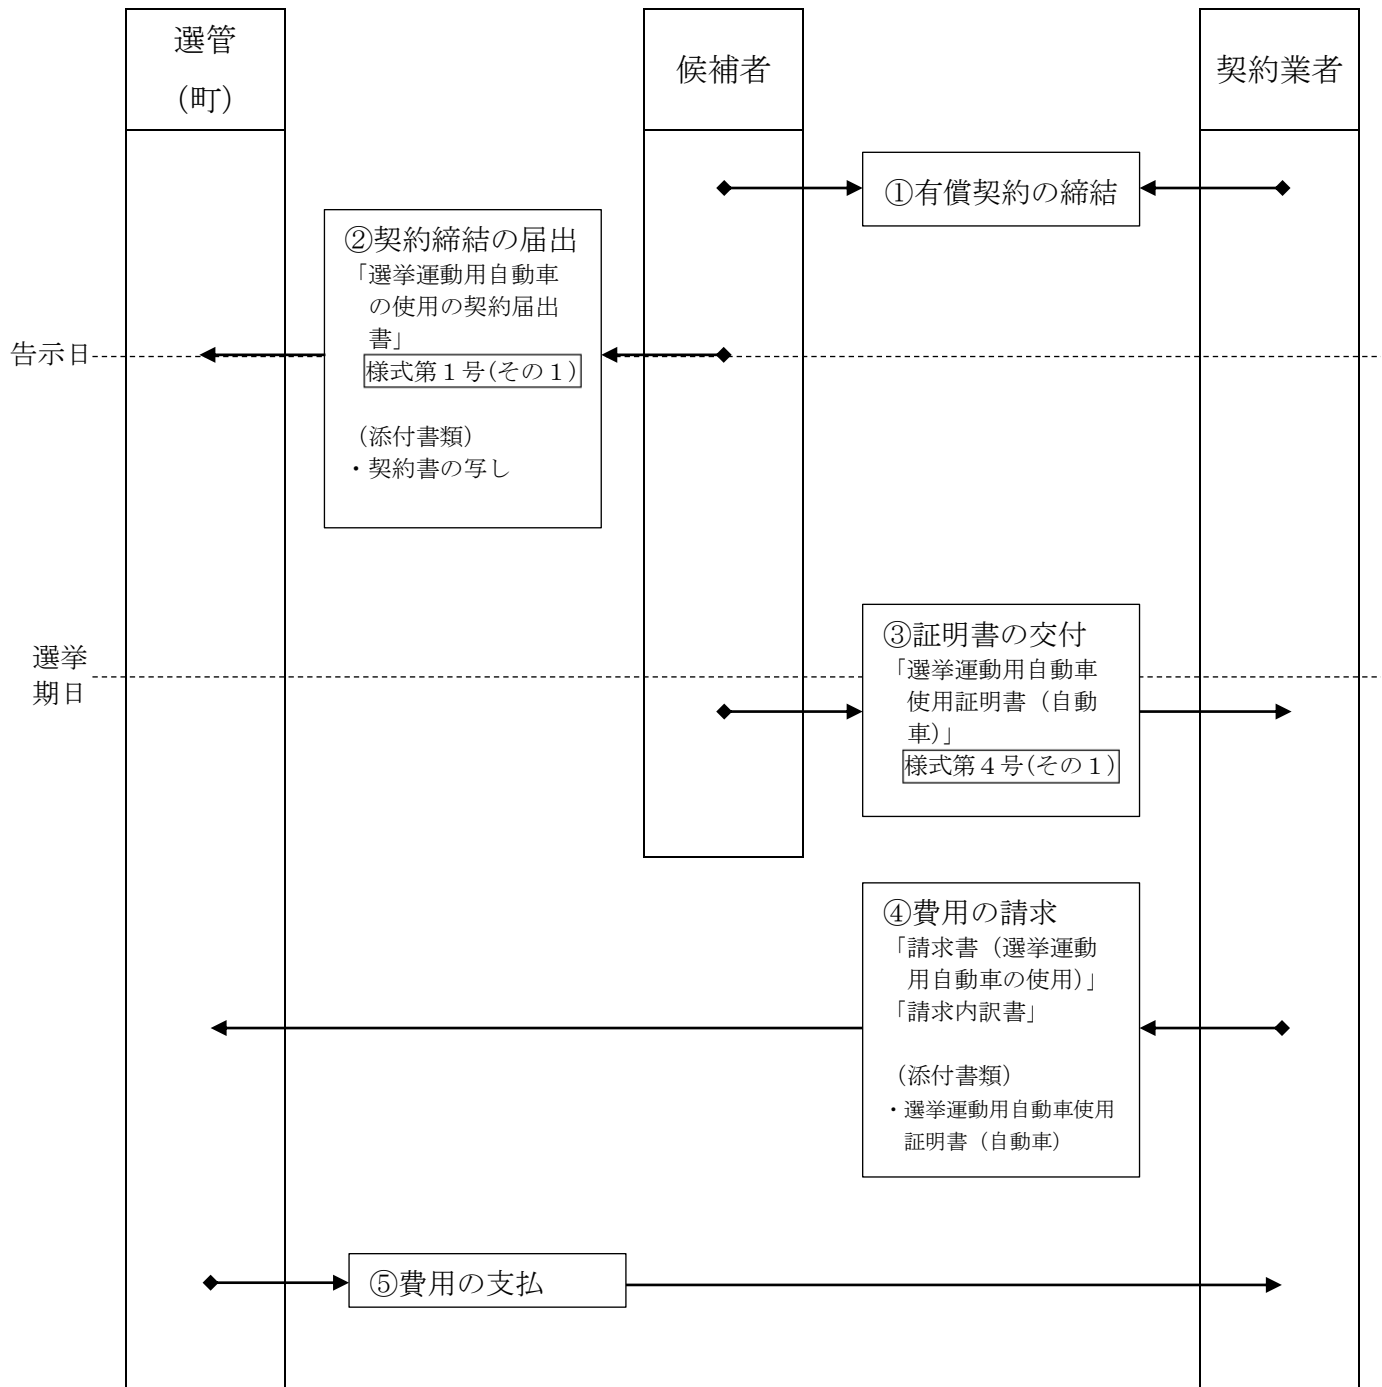 選管
(町)
候補者
契約業者
①有償契約の締結
②契約締結の届出
「選挙運動用自動車
の使用の契約届出
書」
様式第１号(その１)
（添付書類）
・契約書の写し
告示日
選挙
期日
③証明書の交付
「選挙運動用自動車
使用証明書（自動
車）」
様式第４号(その１)
④費用の請求
「請求書（選挙運動
用自動車の使用）」
「請求内訳書」
（添付書類）
・選挙運動用自動車使用
証明書（自動車）
⑤費用の支払